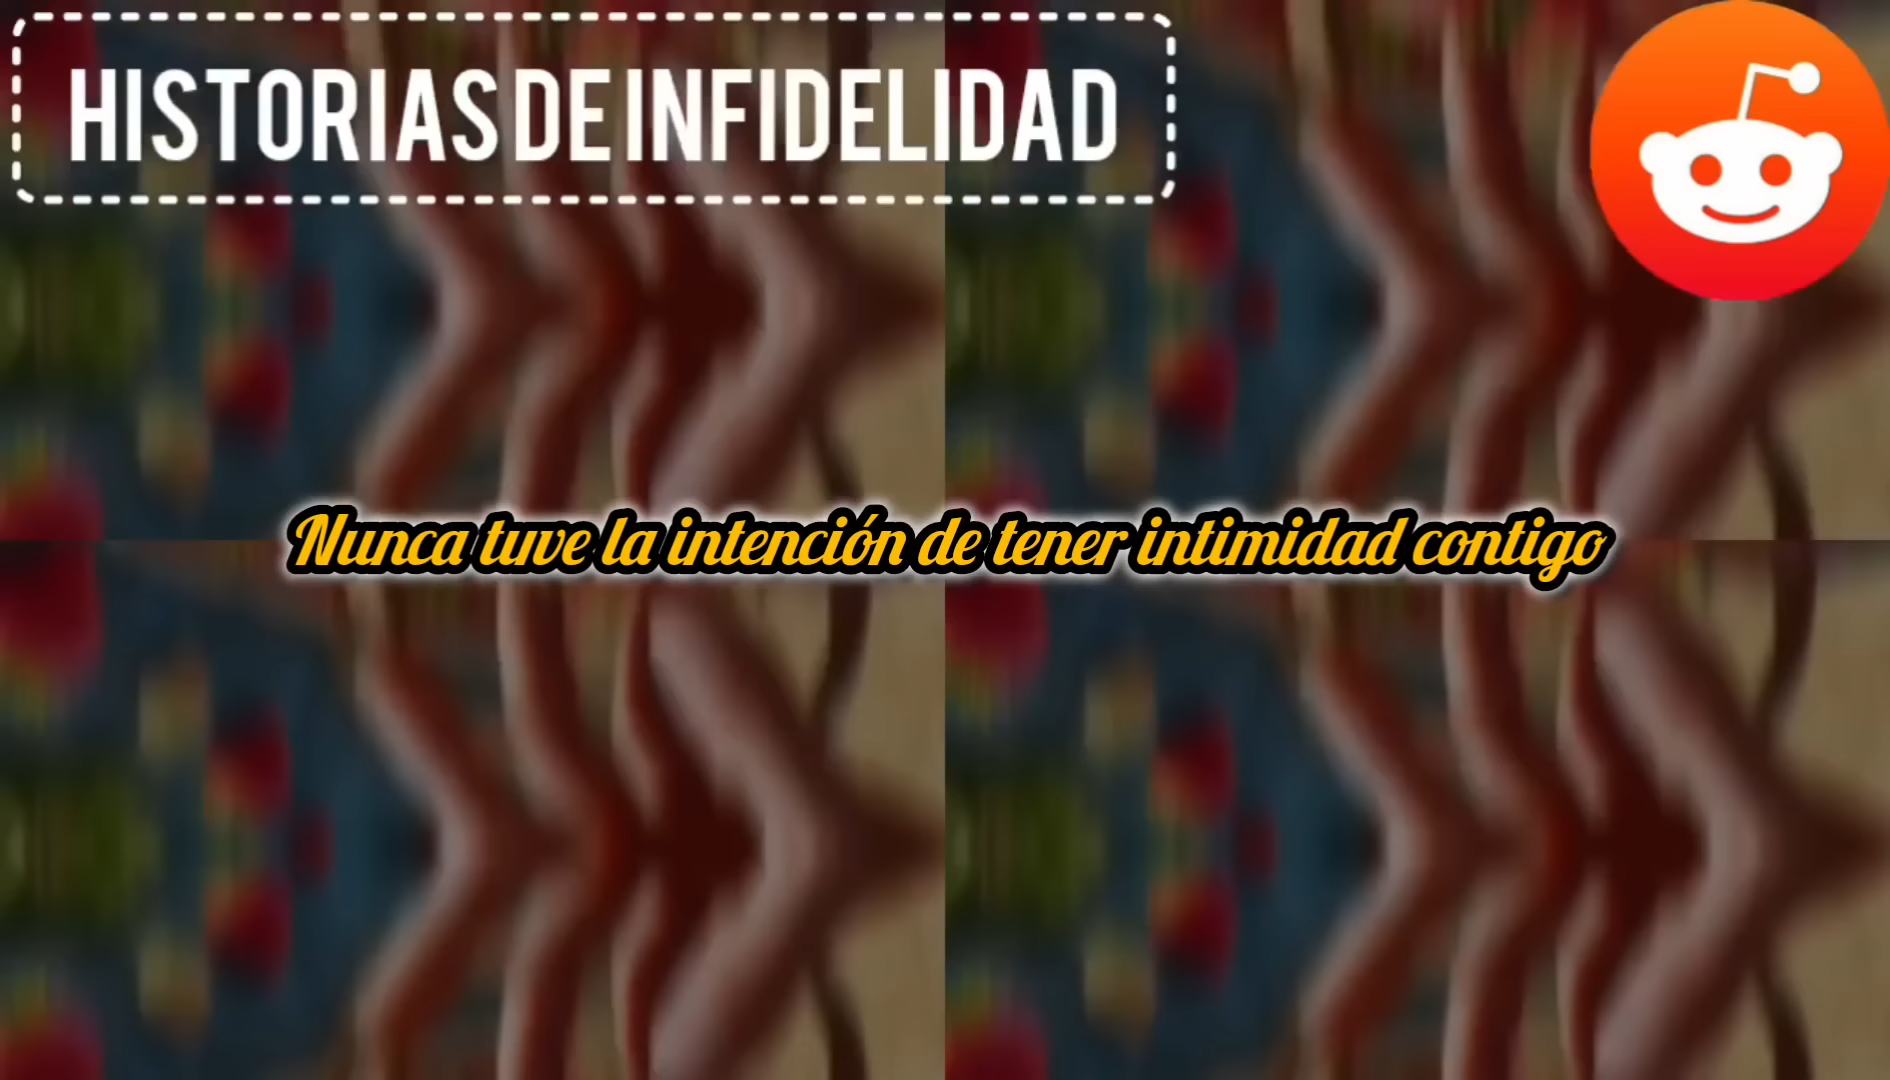 HISTORIAS DE INFIDELIDAD
Nunca tuve la intención de tener intimidad contigo